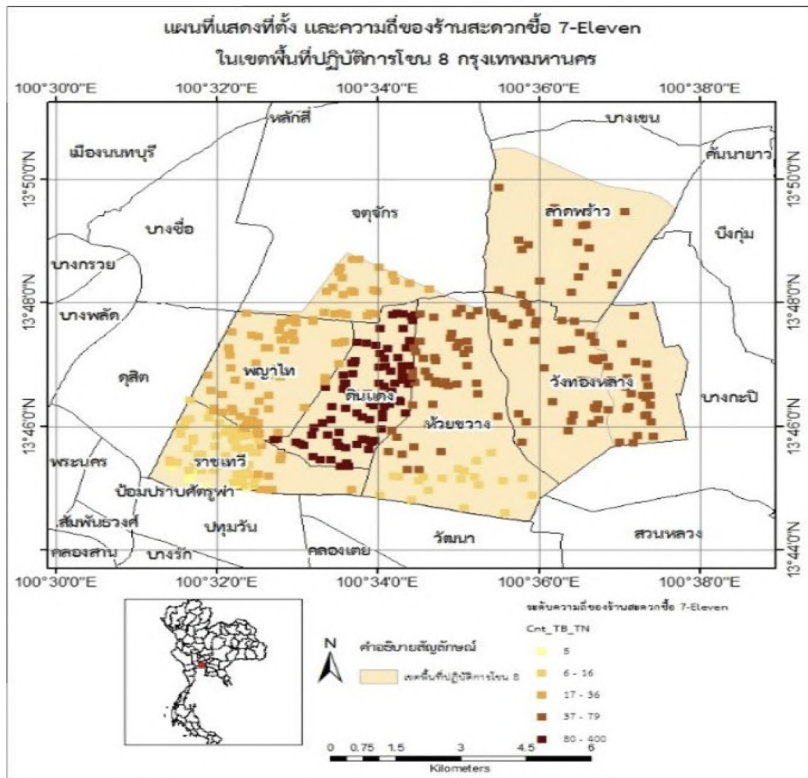 แผนที่แสดงที่ตั้ง และความถี่ของร้านสะดวกซื้อ 7-Eleven
ในเขตพื้นที่ปฏิบัติการโซน 8 กรุงเทพมหานคร
100°30'0"E 100°32'0"E 100°34'0"E 100°36'0"E 100°38'0"E
หลักสี่
บางเขน
เมืองนนทบุรี
คันนายาว
13°50'0"N 13°50'0"N
จตุจักร
ลาดพร้าว
บางซื่อ
บึงกุ่ม
บางกรวย
13°48'0"N 13°48'0"N
บางพลัด
พญาไท
ดุสิต
ดินแดง
วังทองหลาง
บางกะปิ
ห้วยขวาง
13°46'0"N 13°46'0"N
พระนคร
ราชเทวี
ป้อมปราบศัตรูพ่า
สัมพันธวงศ์
ปทุมวัน
วัฒนา
สวนหลวง
คลองสาน
บางรัก
คลองเตย
13°44'0"N 13°44'0"N
100°30'0"E 100°32'0"E 100°34'0"E 100°36'0"E 100°38'0"E
ระดับความถี่ของร้านสะดวกซื้อ 7-Eleven
Cnt_TB_TN
N
คำอธิบายสัญลักษณ์
เขตพื้นที่ปฏิบัติการโซน 8
5
6 - 16
17 - 36
37 - 79
80 - 400
0 0.75 1.5 3 4.5 6
Kilometers